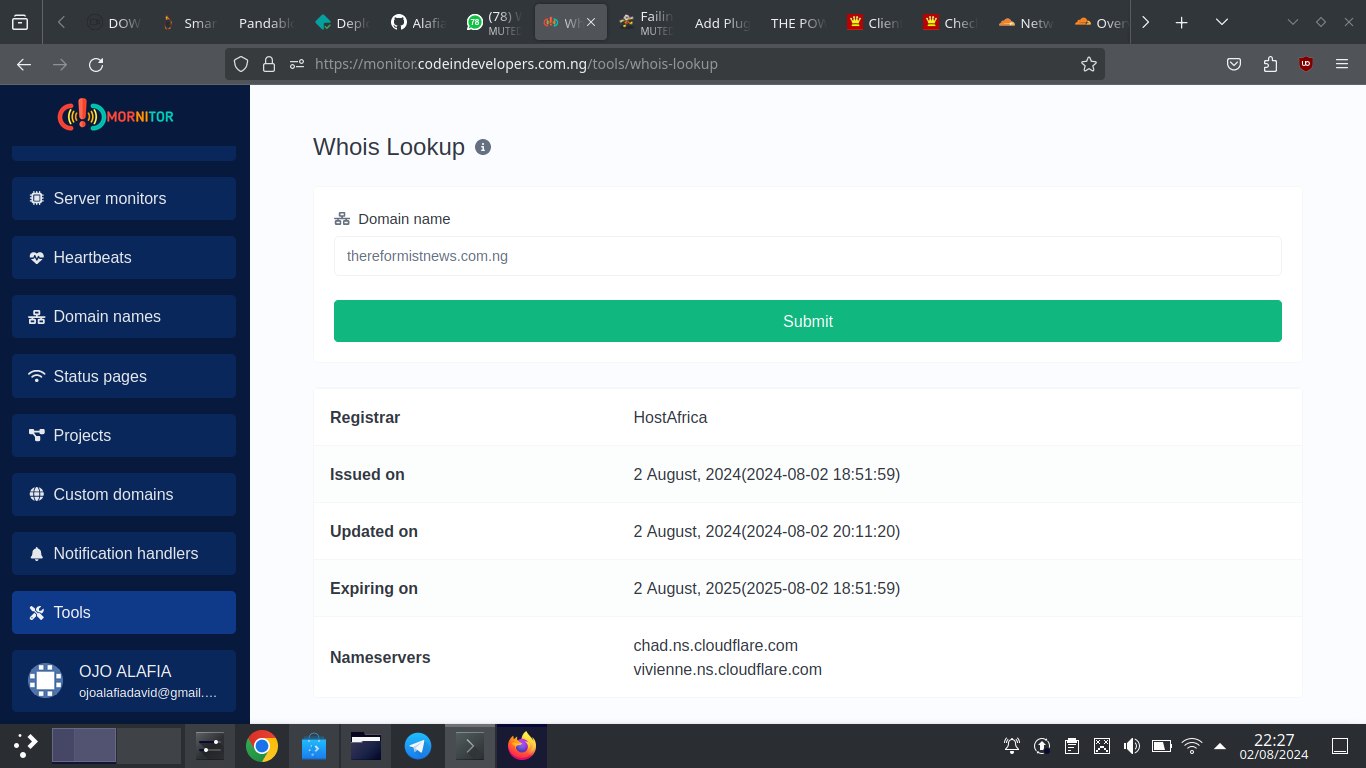 DOW
Smar
Pandabl
Depl
Alafia
(78) W
MUTED
Wh
Failin
MUTED
Add Plug
THE POW
Clien
Chec
Netw
Over
https://monitor.codeindevelopers.com.ng/tools/whois-lookup
MORNITOR
Server monitors
Heartbeats
Domain names
Status pages
Projects
Custom domains
Notification handlers
Tools
OJO ALAFIA
ojoalafiadavid@gmail....
Whois Lookup
Domain name
thereformistnews.com.ng
Submit
Registrar HostAfrica
Issued on 2 August, 2024(2024-08-02 18:51:59)
Updated on 2 August, 2024(2024-08-02 20:11:20)
Expiring on 2 August, 2025(2025-08-02 18:51:59)
Nameservers chad.ns.cloudflare.com
vivienne.ns.cloudflare.com
22:27
02/08/2024